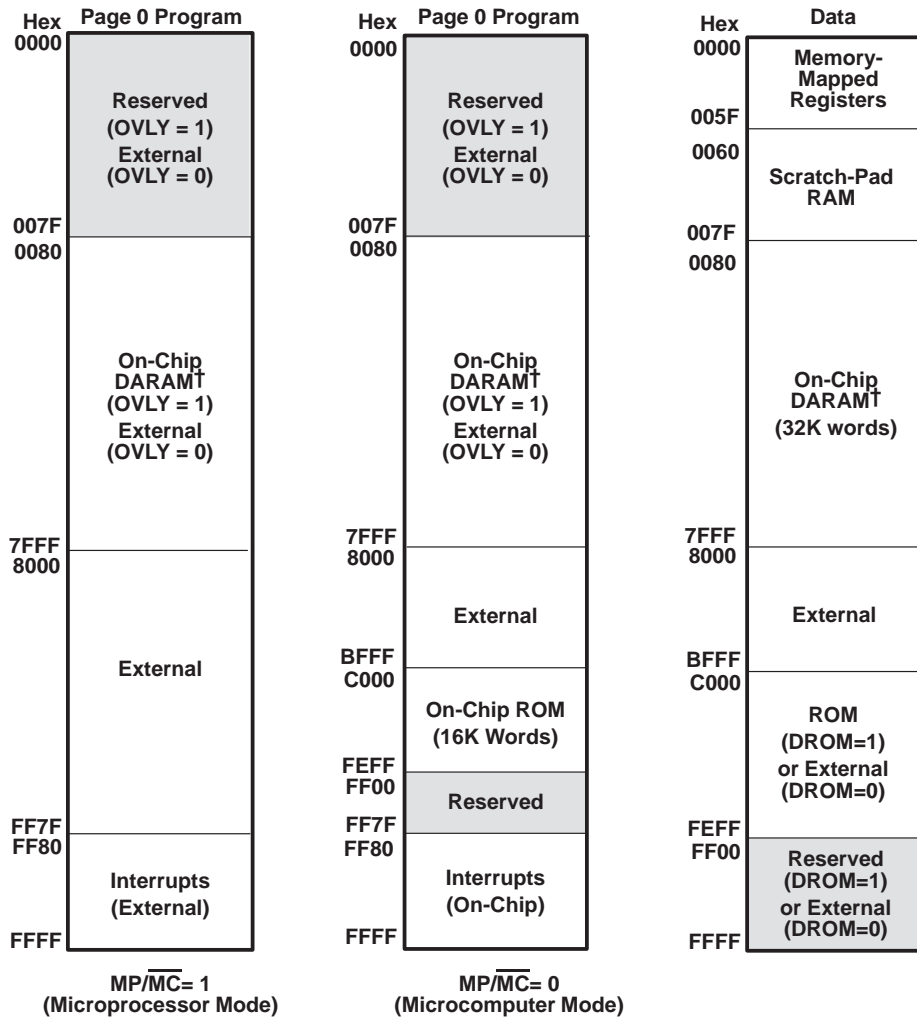 Hex Page 0 Program
0000
Reserved
(OVLY = 1)
External
(OVLY = 0)
007F
0080
On-Chip
DARAM†
(OVLY = 1)
External
(OVLY = 0)
7FFF
8000
External
FF7F
FF80
Interrupts
(External)
FFFF
MP/M̅C̅= 1
(Microprocessor Mode)
Hex Page 0 Program
0000
Reserved
(OVLY = 1)
External
(OVLY = 0)
007F
0080
On-Chip
DARAM†
(OVLY = 1)
External
(OVLY = 0)
7FFF
8000
External
BFFF
C000
On-Chip ROM
(16K Words)
FEFF
FF00
Reserved
FF7F
FF80
Interrupts
(On-Chip)
FFFF
MP/M̅C̅= 0
(Microcomputer Mode)
Hex Data
0000
Memory-
Mapped
Registers
005F
0060
Scratch-Pad
RAM
007F
0080
On-Chip
DARAM†
(32K words)
7FFF
8000
External
BFFF
C000
ROM
(DROM=1)
or External
(DROM=0)
FEFF
FF00
Reserved
(DROM=1)
or External
(DROM=0)
FFFF